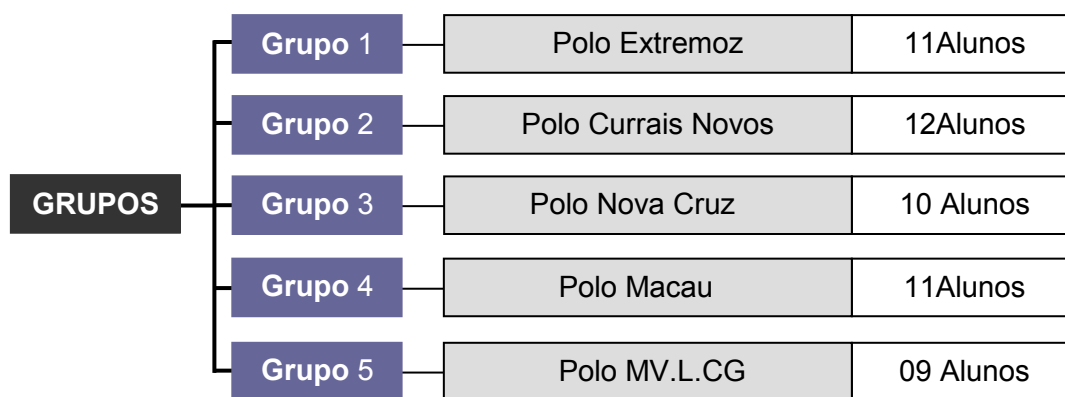 Grupo 1 Polo Extremoz 11Alunos
Grupo 2 Polo Currais Novos 12Alunos
GRUPOS Grupo 3 Polo Nova Cruz 10 Alunos
Grupo 4 Polo Macau 11Alunos
Grupo 5 Polo MV.L.CG 09 Alunos